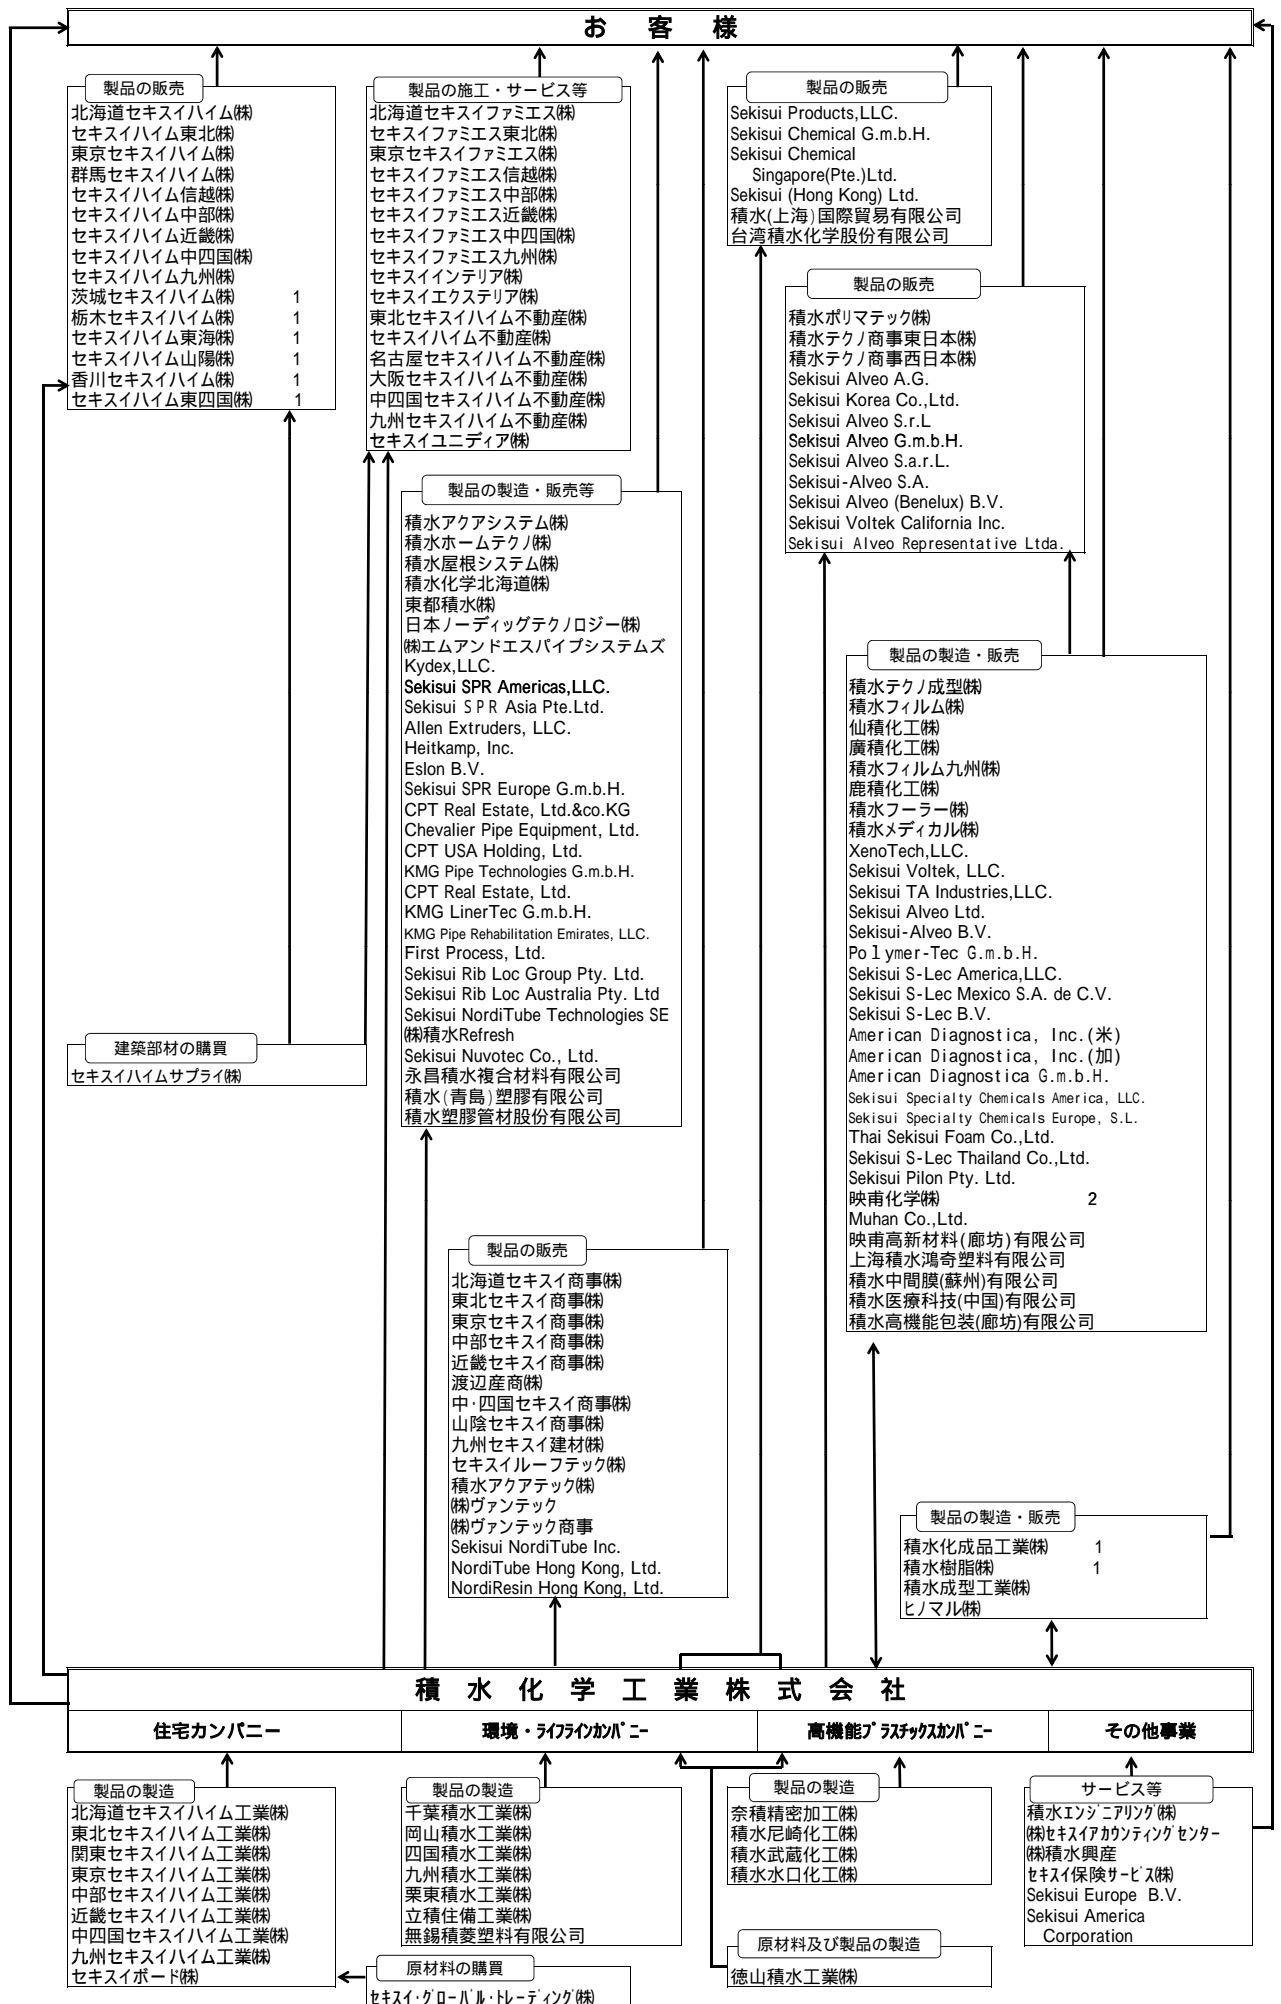 お客様
製品の販売
北海道セキスイハイム㈱
セキスイハイム東北㈱
東京セキスイハイム㈱
群馬セキスイハイム㈱
セキスイハイム信越㈱
セキスイハイム中部㈱
セキスイハイム近畿㈱
セキスイハイム中四国㈱
セキスイハイム九州㈱
茨城セキスイハイム㈱ 1
栃木セキスイハイム㈱ 1
セキスイハイム東海㈱ 1
セキスイハイム山陽㈱ 1
香川セキスイハイム㈱ 1
セキスイハイム東四国㈱ 1
製品の施工・サービス等
北海道セキスイファミエス㈱
セキスイファミエス東北㈱
東京セキスイファミエス㈱
セキスイファミエス信越㈱
セキスイファミエス中部㈱
セキスイファミエス近畿㈱
セキスイファミエス中四国㈱
セキスイファミエス九州㈱
セキスイインテリア㈱
セキスイエクステリア㈱
東北セキスイハイム不動産㈱
セキスイハイム不動産㈱
名古屋セキスイハイム不動産㈱
大阪セキスイハイム不動産㈱
中四国セキスイハイム不動産㈱
九州セキスイハイム不動産㈱
セキスイユニディア㈱
製品の販売
Sekisui Products,LLC.
Sekisui Chemical G.m.b.H.
Sekisui Chemical
Singapore(Pte.)Ltd.
Sekisui (Hong Kong) Ltd.
積水(上海)国際貿易有限公司
台湾積水化学股份有限公司
製品の販売
積水ポリマテック㈱
積水テクノ商事東日本㈱
積水テクノ商事西日本㈱
Sekisui Alveo A.G.
Sekisui Korea Co.,Ltd.
Sekisui Alveo S.r.L
Sekisui Alveo G.m.b.H.
Sekisui Alveo S.a.r.L.
Sekisui-Alveo S.A.
Sekisui Alveo (Benelux) B.V.
Sekisui Voltek California Inc.
Sekisui Alveo Representative Ltda.
製品の製造・販売等
積水アクアシステム㈱
積水ホームテクノ㈱
積水屋根システム㈱
積水化学北海道㈱
東都積水㈱
日本ノーディッグテクノロジー㈱
㈱エムアンドエスパイプシステムズ
Kydex,LLC.
Sekisui SPR Americas,LLC.
Sekisui SPR Asia Pte.Ltd.
Allen Extruders, LLC.
Heitkamp, Inc.
Eslon B.V.
Sekisui SPR Europe G.m.b.H.
CPT Real Estate, Ltd.&co.KG
Chevalier Pipe Equipment, Ltd.
CPT USA Holding, Ltd.
KMG Pipe Technologies G.m.b.H.
CPT Real Estate, Ltd.
KMG LinerTec G.m.b.H.
KMG Pipe Rehabilitation Emirates, LLC.
First Process, Ltd.
Sekisui Rib Loc Group Pty. Ltd.
Sekisui Rib Loc Australia Pty. Ltd
Sekisui NordiTube Technologies SE
㈱積水Refresh
Sekisui Nuvotec Co., Ltd.
永昌積水複合材料有限公司
積水(青島)塑膠有限公司
積水塑膠管材股份有限公司
製品の製造・販売
積水テクノ成型㈱
積水フィルム㈱
仙積化工㈱
廣積化工㈱
積水フィルム九州㈱
鹿積化工㈱
積水フーラー㈱
積水メディカル㈱
XenoTech,LLC.
Sekisui Voltek, LLC.
Sekisui TA Industries,LLC.
Sekisui Alveo Ltd.
Sekisui-Alveo B.V.
Polymer-Tec G.m.b.H.
Sekisui S-Lec America,LLC.
Sekisui S-Lec Mexico S.A. de C.V.
Sekisui S-Lec B.V.
American Diagnostica, Inc.(米)
American Diagnostica, Inc.(加)
American Diagnostica G.m.b.H.
Sekisui Specialty Chemicals America, LLC.
Sekisui Specialty Chemicals Europe, S.L.
Thai Sekisui Foam Co.,Ltd.
Sekisui S-Lec Thailand Co.,Ltd.
Sekisui Pilon Pty. Ltd.
映甫化学㈱ 2
Muhan Co.,Ltd.
映甫高新材料(廊坊)有限公司
上海積水鴻奇塑料有限公司
積水中間膜(蘇州)有限公司
積水医療科技(中国)有限公司
積水高機能包装(廊坊)有限公司
建築部材の購買
セキスイハイムサプライ㈱
製品の販売
北海道セキスイ商事㈱
東北セキスイ商事㈱
東京セキスイ商事㈱
中部セキスイ商事㈱
近畿セキスイ商事㈱
渡辺産商㈱
中・四国セキスイ商事㈱
山陰セキスイ商事㈱
九州セキスイ建材㈱
セキスイルーフテック㈱
積水アクアテック㈱
㈱ヴァンテック
㈱ヴァンテック商事
Sekisui NordiTube Inc.
NordiTube Hong Kong, Ltd.
NordiResin Hong Kong, Ltd.
製品の製造・販売
積水化成品工業㈱ 1
積水樹脂㈱ 1
積水成型工業㈱
ヒノマル㈱
積水化学工業株式会社
住宅カンパニー
環境・ﾗｲﾌﾗｲﾝｶﾝﾊﾟﾆｰ
高機能ﾌﾟﾗｽﾁｯｸｽｶﾝﾊﾟﾆｰ
その他事業
製品の製造
北海道セキスイハイム工業㈱
東北セキスイハイム工業㈱
関東セキスイハイム工業㈱
東京セキスイハイム工業㈱
中部セキスイハイム工業㈱
近畿セキスイハイム工業㈱
中四国セキスイハイム工業㈱
九州セキスイハイム工業㈱
セキスイボード㈱
製品の製造
千葉積水工業㈱
岡山積水工業㈱
四国積水工業㈱
九州積水工業㈱
栗東積水工業㈱
立積住備工業㈱
無錫積菱塑料有限公司
製品の製造
奈積精密加工㈱
積水尼崎化工㈱
積水武蔵化工㈱
積水水口化工㈱
サービス等
積水ｴﾝｼﾞﾆｱﾘﾝｸﾞ㈱
㈱ｾｷｽｲｱｶｳﾝﾃｨﾝｸﾞｾﾝﾀｰ
㈱積水興産
ｾｷｽｲ保険ｻｰﾋﾞｽ㈱
Sekisui Europe B.V.
Sekisui America
Corporation
原材料の購買
ｾｷｽｲ・ｸﾞﾛｰﾊﾞﾙ・ﾄﾚｰﾃﾞｨﾝｸﾞ㈱
原材料及び製品の製造
徳山積水工業㈱